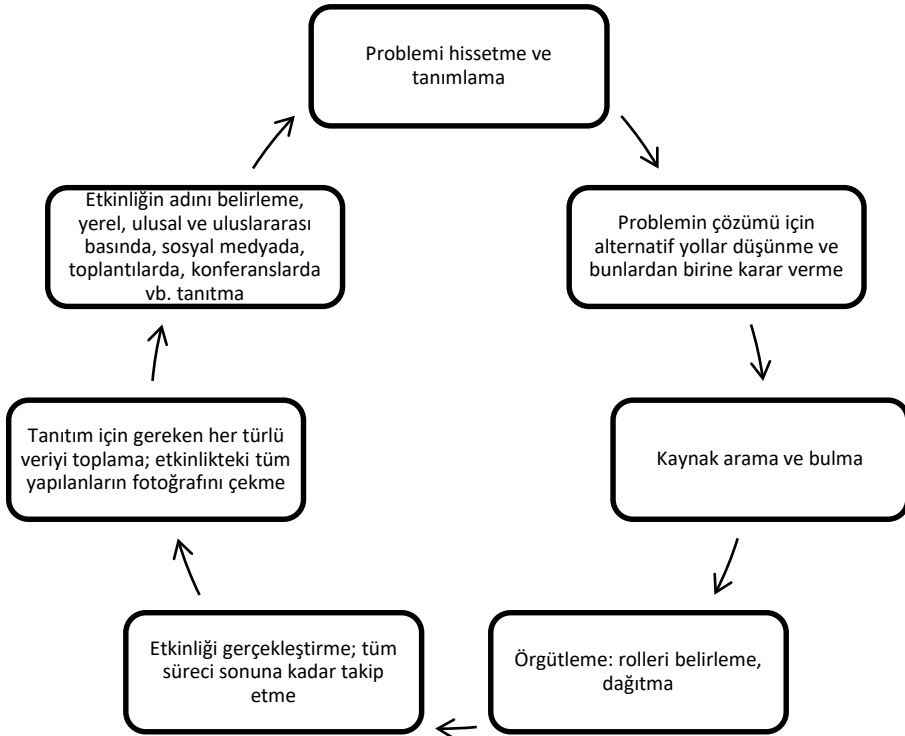 Problemi hissetme ve
tanımlama
Problemin çözümü için
alternatif yollar düşünme ve
bunlardan birine karar verme
Kaynak arama ve bulma
Örgütleme: rolleri belirleme,
dağıtma
Etkinliği gerçekleştirme; tüm
süreci sonuna kadar takip
etme
Tanıtım için gereken her türlü
veriyi toplama; etkinlikteki tüm
yapılanların fotoğrafını çekme
Etkinliğin adını belirleme,
yerel, ulusal ve uluslararası
basında, sosyal medyada,
toplantılarda, konferanslarda
vb. tanıtma